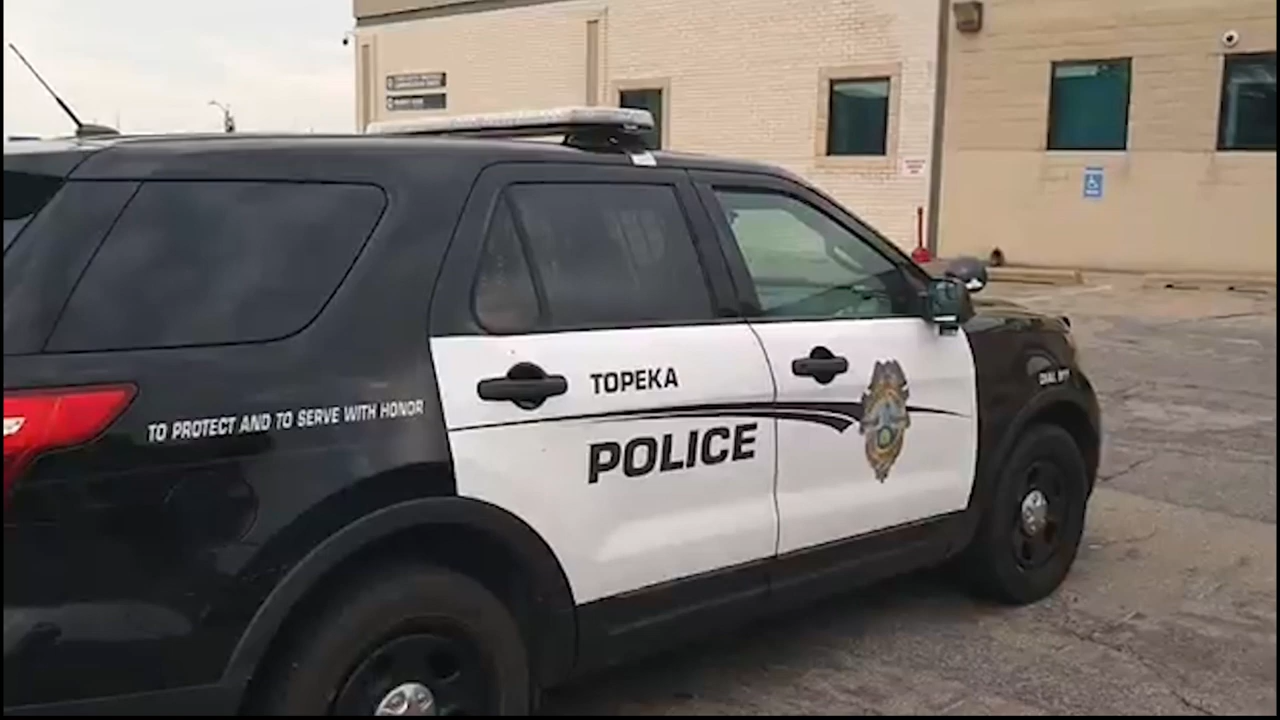 TOPEKA
TO PROTECT AND TO SERVE WITH HONOR
POLICE